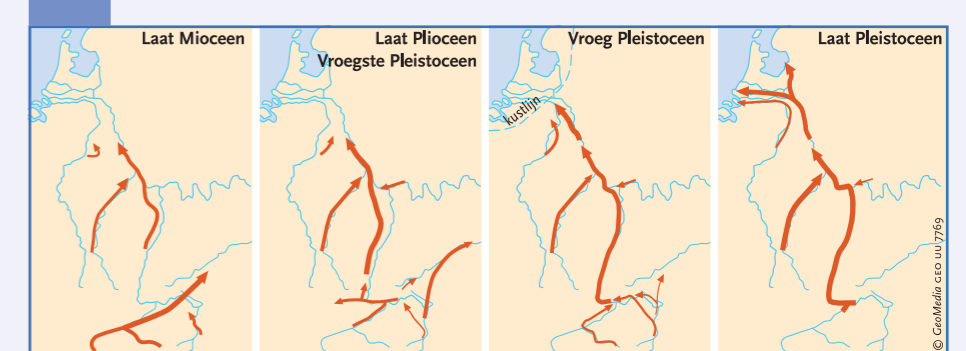 Laat Mioceen
Laat Plioceen
Vroegste Pleistoceen
Vroeg Pleistoceen
kustlijn
Laat Pleistoceen
© GeoMedia GEO UU 7769